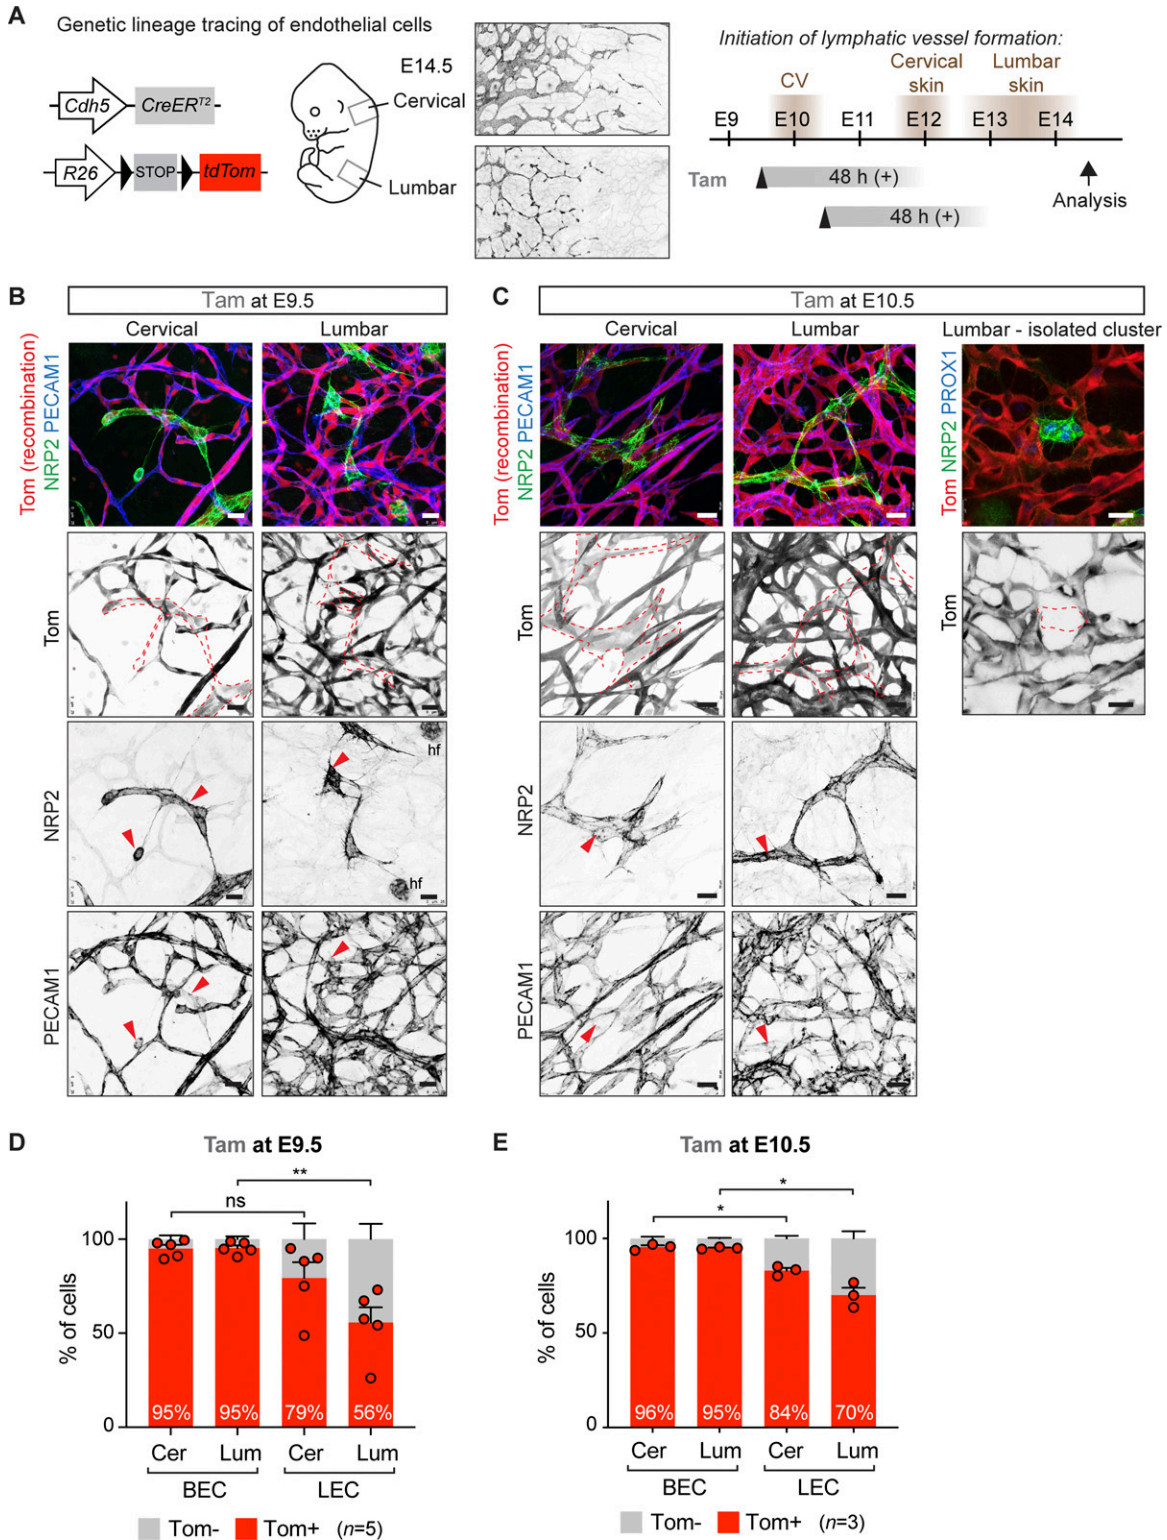 A
Genetic lineage tracing of endothelial cells
Cdh5
CreERT2
R26
STOP
tdTom
E14.5
Cervical
Lumbar
Initiation of lymphatic vessel formation:
CV
Cervical skin
Lumbar skin
E9 E10 E11 E12 E13 E14
Tam
48 h (+)
48 h (+)
Analysis
B
Tam at E9.5
Cervical Lumbar
Tom (recombination)
NRP2 PECAM1
Tom
NRP2
hf
hf
PECAM1
C
Tam at E10.5
Cervical Lumbar Lumbar - isolated cluster
Tom (recombination)
NRP2 PECAM1
Tom NRP2 PROX1
Tom
Tom
NRP2
PECAM1
D
Tam at E9.5
**
ns
% of cells
100
50
0
95% 95% 79% 56%
Cer Lum Cer Lum
BEC LEC
Tom- Tom+ (n=5)
E
Tam at E10.5
*
*
% of cells
100
50
0
96% 95% 84% 70%
Cer Lum Cer Lum
BEC LEC
Tom- Tom+ (n=3)